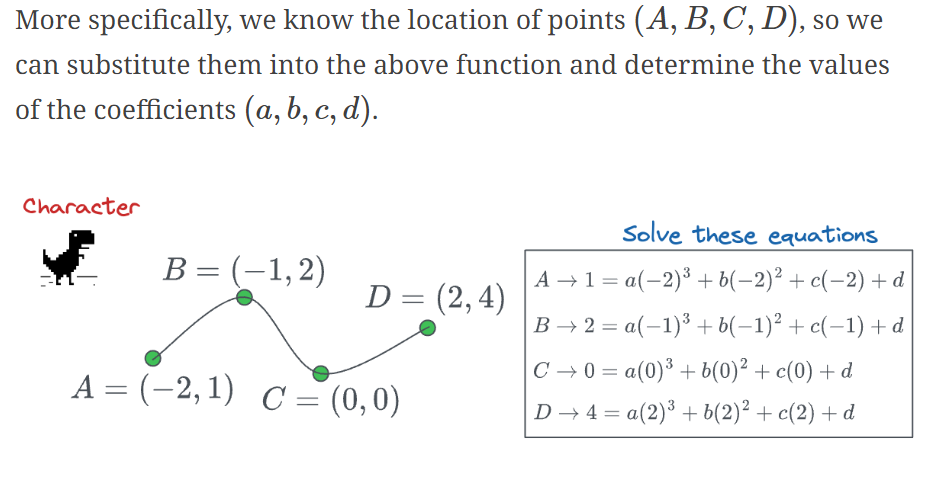 More specifically, we know the location of points (A, B, C, D), so we
can substitute them into the above function and determine the values
of the coefficients (a, b, c, d).
Character
Solve these equations
B = (−1, 2)
D = (2, 4)
A = (−2, 1)
C = (0, 0)
A → 1 = a(−2)³ + b(−2)² + c(−2) + d
B → 2 = a(−1)³ + b(−1)² + c(−1) + d
C → 0 = a(0)³ + b(0)² + c(0) + d
D → 4 = a(2)³ + b(2)² + c(2) + d